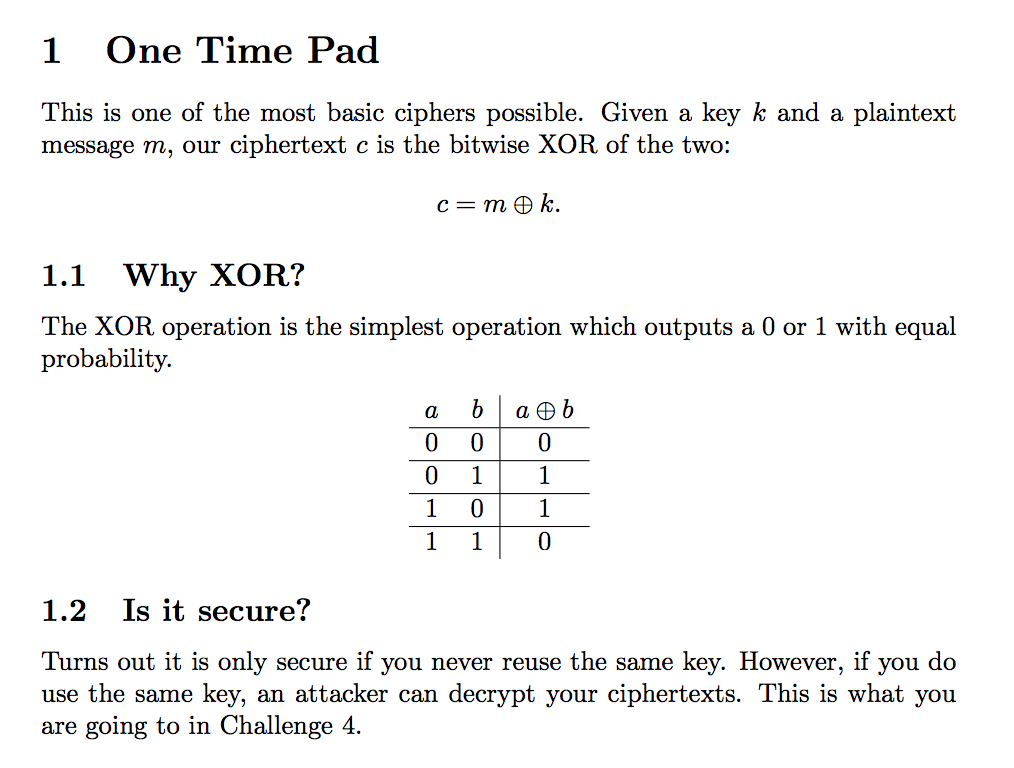 1 One Time Pad
This is one of the most basic ciphers possible. Given a key k and a plaintext
message m, our ciphertext c is the bitwise XOR of the two:
c = m ⊕ k.
1.1 Why XOR?
The XOR operation is the simplest operation which outputs a 0 or 1 with equal
probability.
a b a ⊕ b
0 0 0
0 1 1
1 0 1
1 1 0
1.2 Is it secure?
Turns out it is only secure if you never reuse the same key. However, if you do
use the same key, an attacker can decrypt your ciphertexts. This is what you
are going to in Challenge 4.